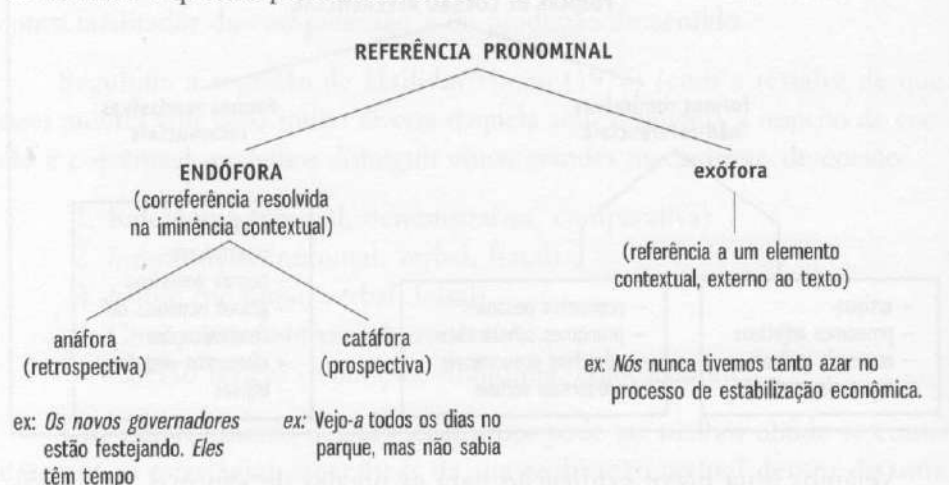 REFERÊNCIA PRONOMINAL
ENDÓFORA
(correferência resolvida
na iminência contextual)
exófora
(referência a um elemento
contextual, externo ao texto)
anáfora
(retrospectiva)
catáfora
(prospectiva)
ex: Os novos governadores
estão festejando. Eles
têm tempo
ex: Vejo-a todos os dias no
parque, mas não sabia
ex: Nós nunca tivemos tanto azar no
processo de estabilização econômica.